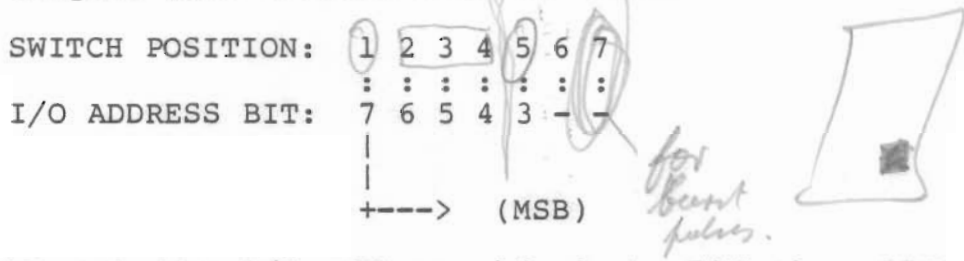 SWITCH POSITION: 1 2 3 4 5 6 7
: : : : : : :
I/O ADDRESS BIT: 7 6 5 4 3 - -
|
|
+---> (MSB)
for
burst
pulses.